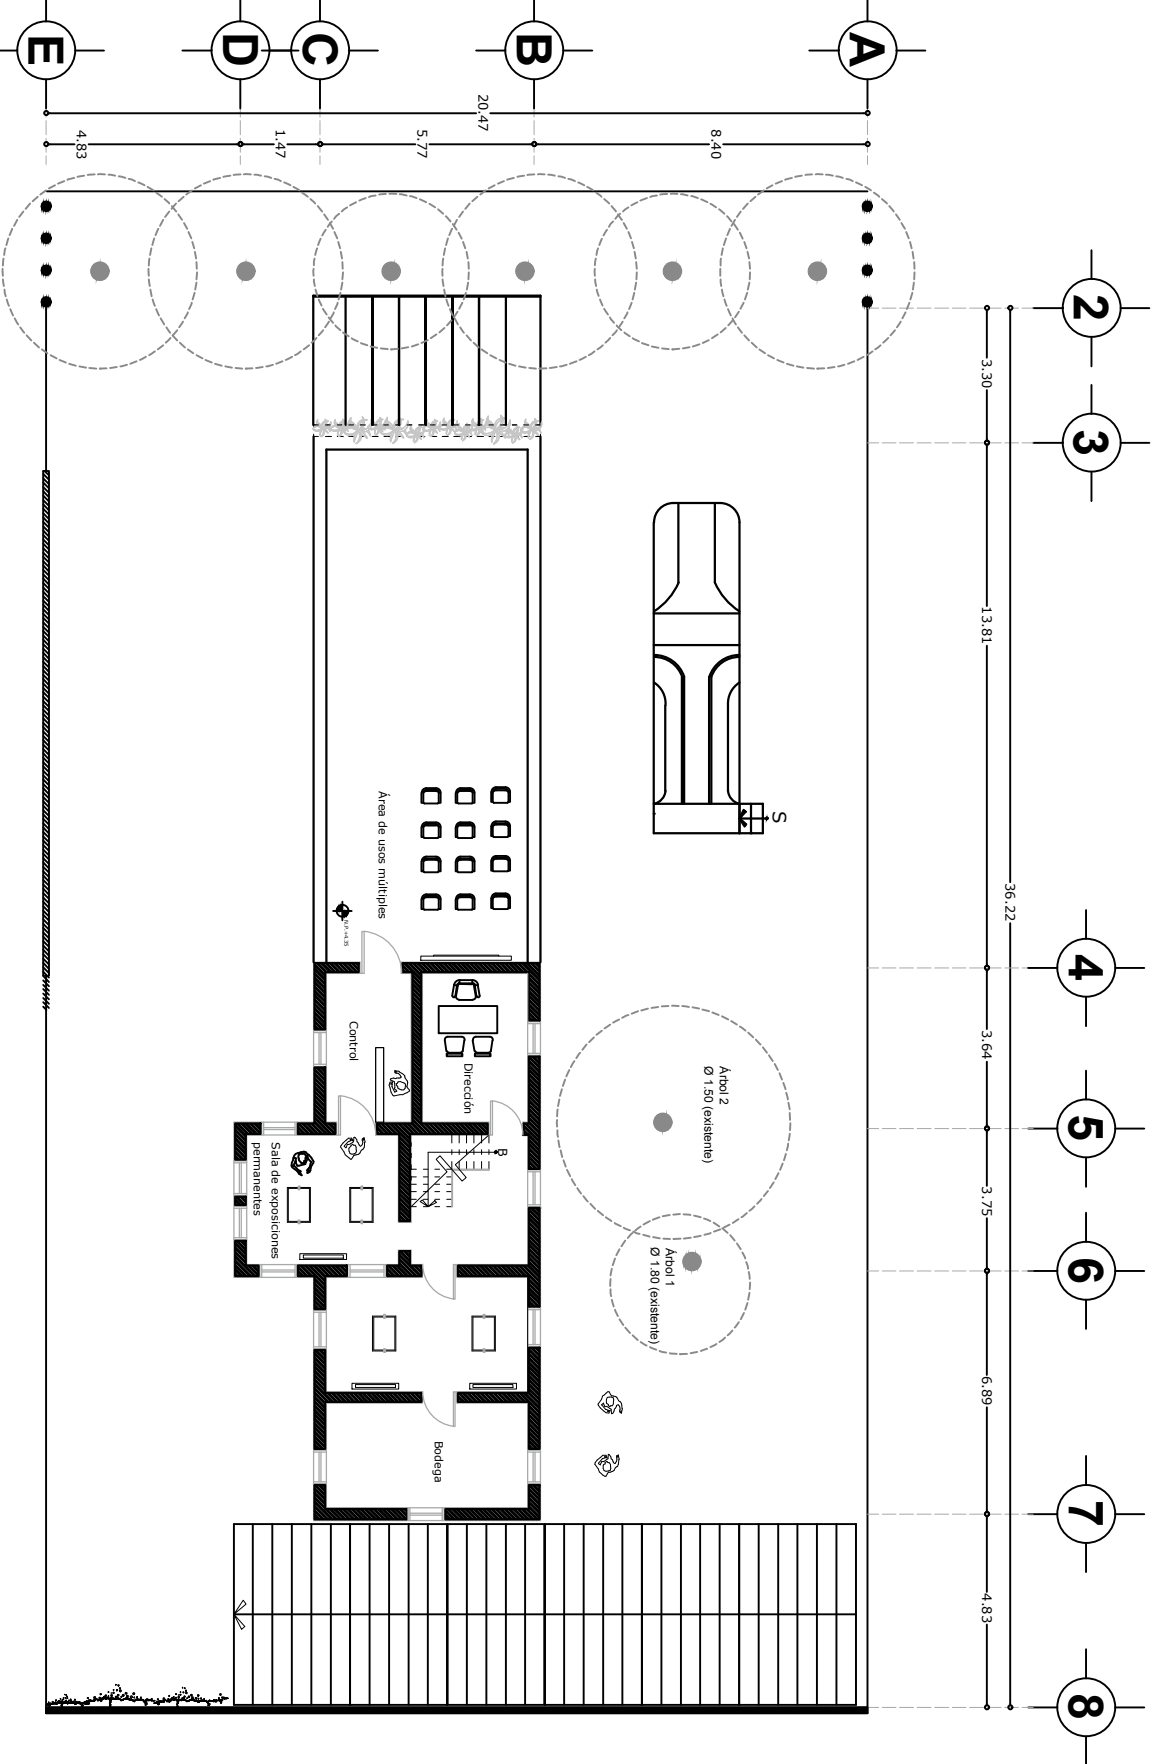 E
D
C
B
A
20.47
4.83
1.47
5.77
8.40
2
3
4
5
6
7
8
3.30
13.81
3.64
3.75
6.89
4.83
36.22
S
Área de usos múltiples
N.P.+4.35
Control
Dirección
B
Sala de exposiciones
permanentes
Bodega
Árbol 2
Ø 1.50 (existente)
Árbol 1
Ø 1.80 (existente)